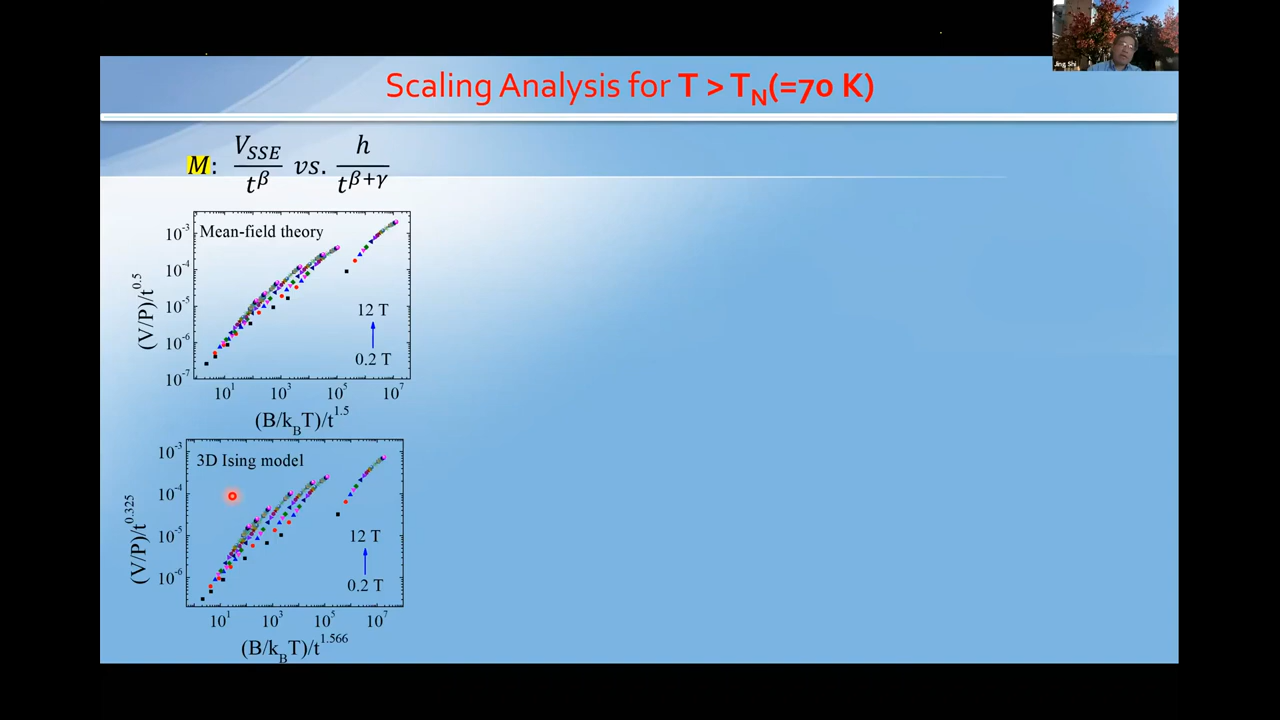 Jing Shi
Scaling Analysis for T > T_N(=70 K)
M: V_SSE/t^β vs. h/t^{β+γ}
Mean-field theory
10^-3
10^-4
10^-5
10^-6
10^-7
(V/P)/t^0.5
12 T
0.2 T
10^1 10^3 10^5 10^7
(B/k_BT)/t^1.5
3D Ising model
10^-3
10^-4
10^-5
10^-6
(V/P)/t^0.325
12 T
0.2 T
10^1 10^3 10^5 10^7
(B/k_BT)/t^1.566